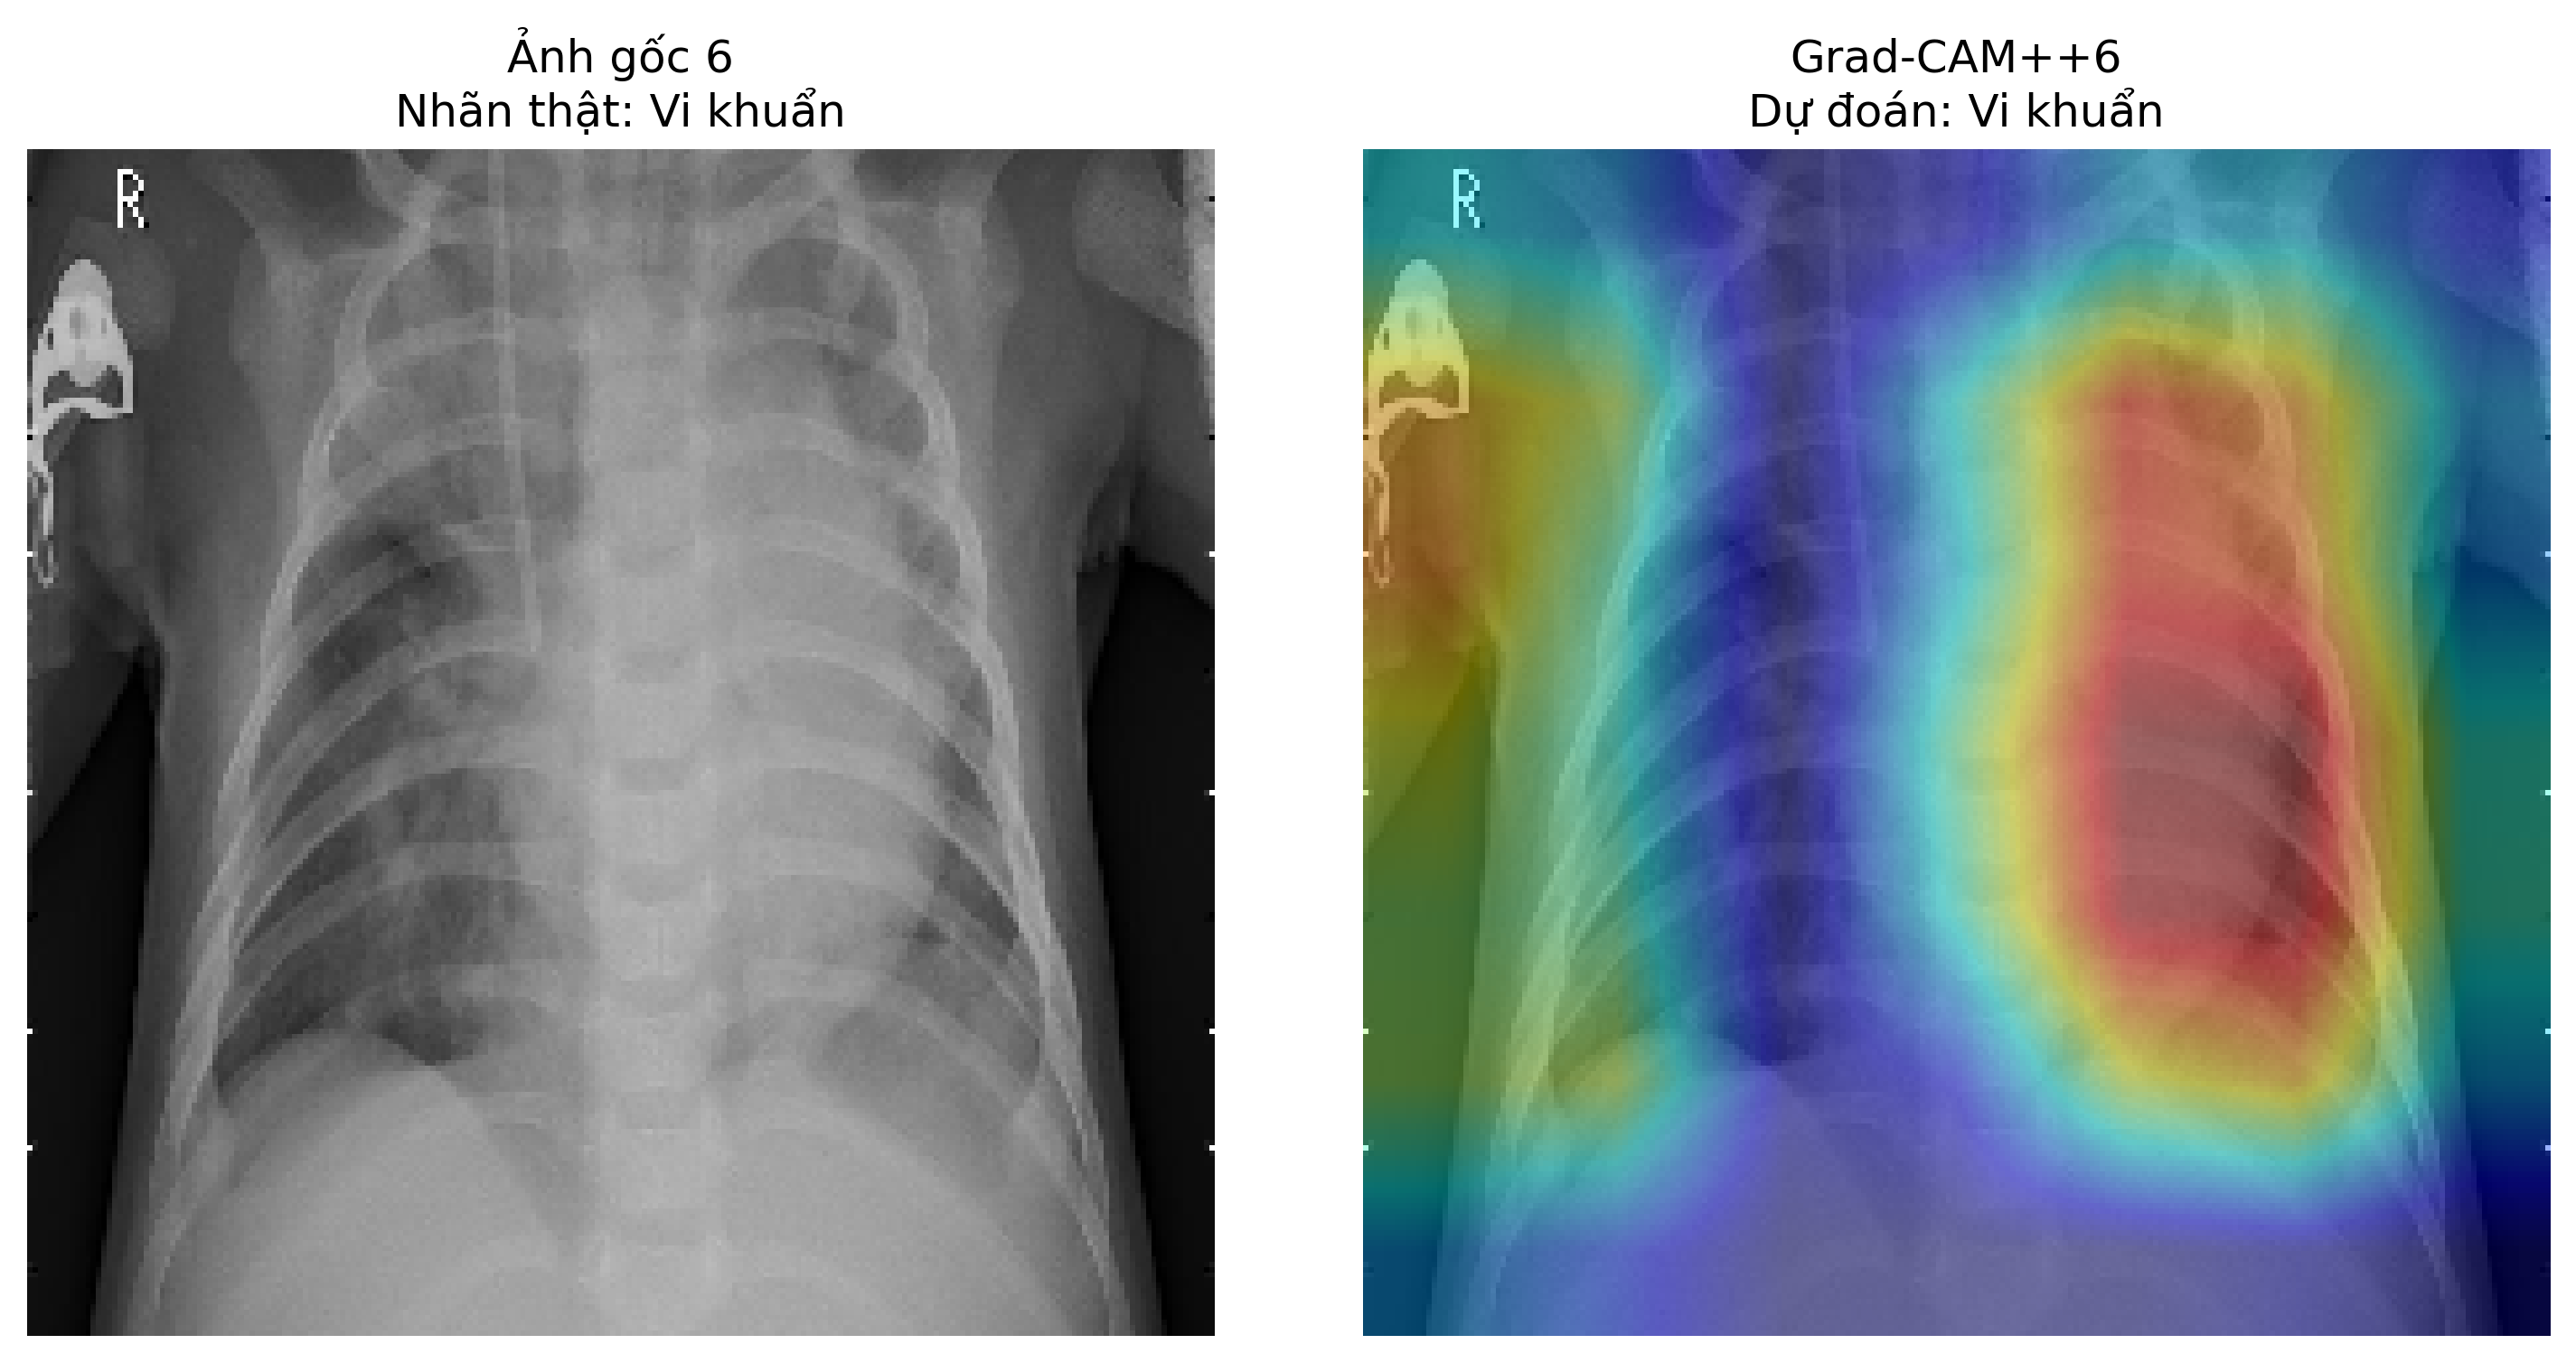 Ảnh gốc 6
Nhãn thật: Vi khuẩn
R
Grad-CAM++6
Dự đoán: Vi khuẩn
R